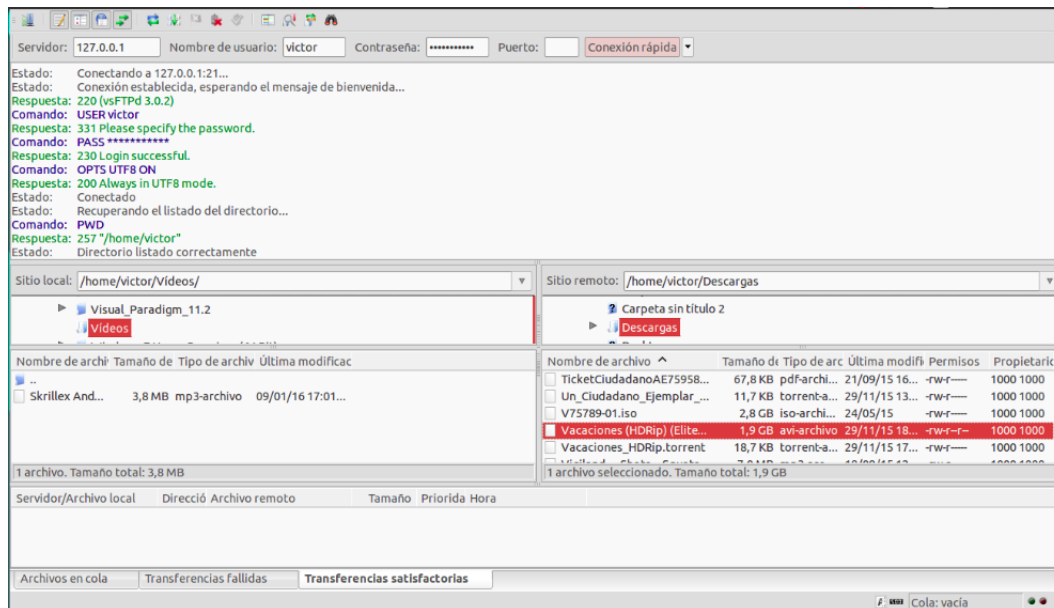 Servidor: 127.0.0.1 Nombre de usuario: victor Contraseña: ••••••••••• Puerto: Conexión rápida
Estado: Conectando a 127.0.0.1:21...
Estado: Conexión establecida, esperando el mensaje de bienvenida...
Respuesta: 220 (vsFTPd 3.0.2)
Comando: USER victor
Respuesta: 331 Please specify the password.
Comando: PASS ***********
Respuesta: 230 Login successful.
Comando: OPTS UTF8 ON
Respuesta: 200 Always in UTF8 mode.
Estado: Conectado
Estado: Recuperando el listado del directorio...
Comando: PWD
Respuesta: 257 "/home/victor"
Estado: Directorio listado correctamente
Sitio local: /home/victor/Vídeos/
Visual_Paradigm_11.2
Vídeos
Nombre de archiv Tamaño de Tipo de archiv Última modificac
..
Skrillex And... 3,8 MB mp3-archivo 09/01/16 17:01...
1 archivo. Tamaño total: 3,8 MB
Sitio remoto: /home/victor/Descargas
Carpeta sin título 2
Descargas
Nombre de archivo Tamaño de Tipo de arc Última modifi Permisos Propietario
TicketCiudadanoAE75958... 67,8 KB pdf-archi... 21/09/15 16... -rw-r----- 1000 1000
Un_Ciudadano_Ejemplar_... 11,7 KB torrent-a... 29/11/15 13... -rw-r----- 1000 1000
V75789-01.iso 2,8 GB iso-archi... 24/05/15 -rw-r----- 1000 1000
Vacaciones (HDRip) (Elite... 1,9 GB avi-archivo 29/11/15 18... -rw-r--r-- 1000 1000
Vacaciones_HDRip.torrent 18,7 KB torrent-a... 29/11/15 17... -rw-r----- 1000 1000
1 archivo seleccionado. Tamaño total: 1,9 GB
Servidor/Archivo local Direcció Archivo remoto Tamaño Priorida Hora
Archivos en cola Transferencias fallidas Transferencias satisfactorias
Cola: vacía